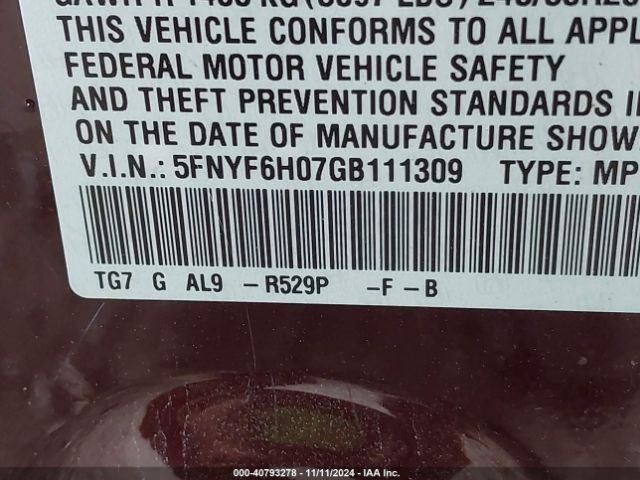 THIS VEHICLE CONFORMS TO ALL APPL
FEDERAL MOTOR VEHICLE SAFETY
AND THEFT PREVENTION STANDARDS I
ON THE DATE OF MANUFACTURE SHOW
V.I.N.: 5FNYF6H07GB111309 TYPE: MP
TG7 G AL9 -R529P -F-B
000-40793278 - 11/11/2024 - IAA Inc.